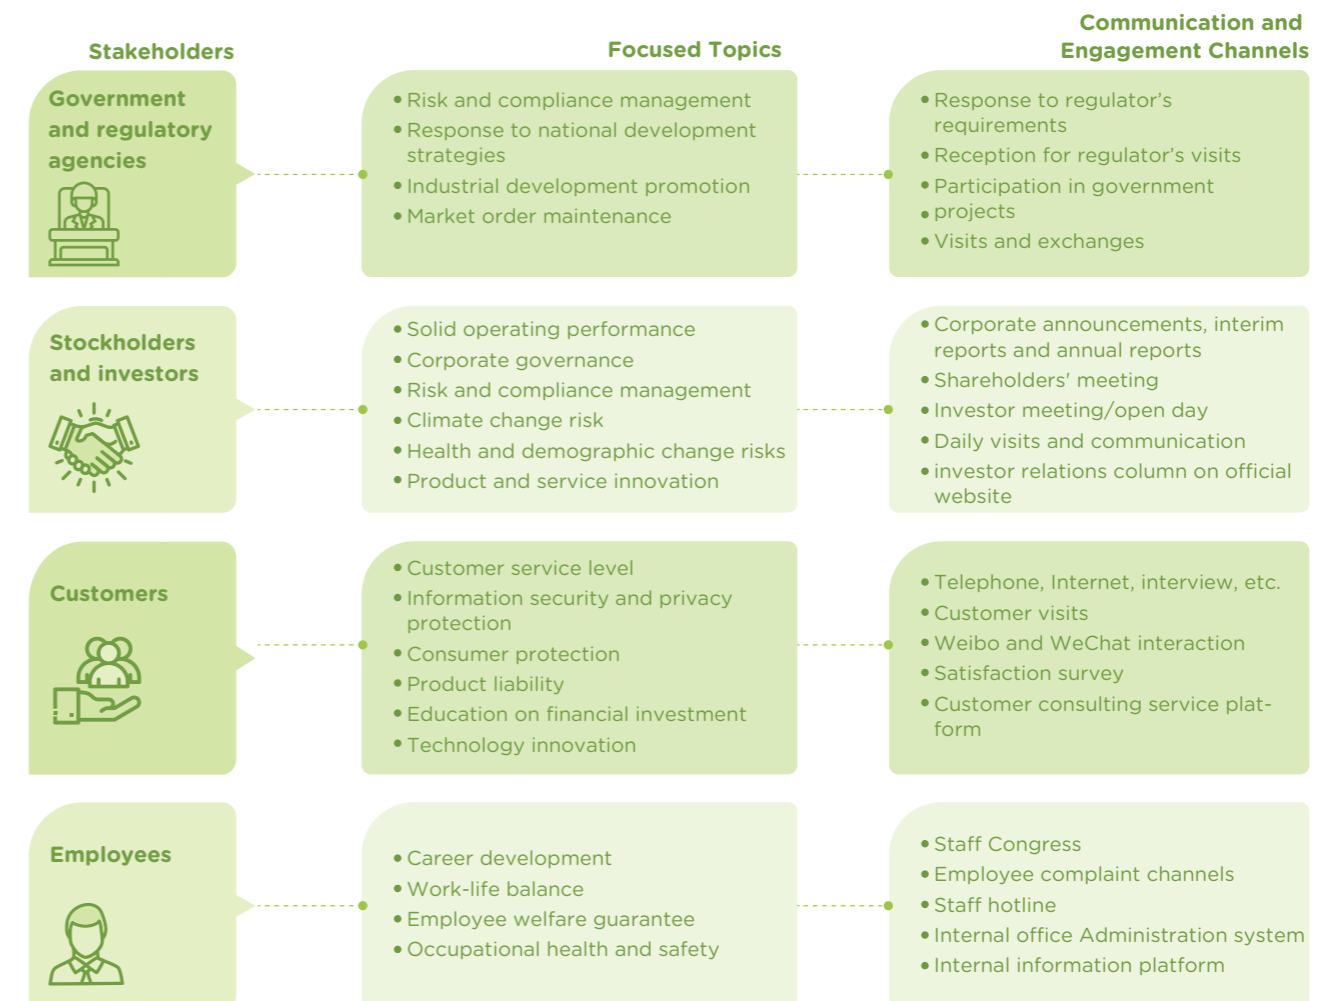 Stakeholders
Focused Topics
Communication and
Engagement Channels
Government
and regulatory
agencies
• Risk and compliance management
• Response to national development
strategies
• Industrial development promotion
• Market order maintenance
• Response to regulator’s
requirements
• Reception for regulator’s visits
• Participation in government
• projects
• Visits and exchanges
Stockholders
and investors
• Solid operating performance
• Corporate governance
• Risk and compliance management
• Climate change risk
• Health and demographic change risks
• Product and service innovation
• Corporate announcements, interim
reports and annual reports
• Shareholders' meeting
• Investor meeting/open day
• Daily visits and communication
• investor relations column on official
website
Customers
• Customer service level
• Information security and privacy
protection
• Consumer protection
• Product liability
• Education on financial investment
• Technology innovation
• Telephone, Internet, interview, etc.
• Customer visits
• Weibo and WeChat interaction
• Satisfaction survey
• Customer consulting service plat-
form
Employees
• Career development
• Work-life balance
• Employee welfare guarantee
• Occupational health and safety
• Staff Congress
• Employee complaint channels
• Staff hotline
• Internal office Administration system
• Internal information platform